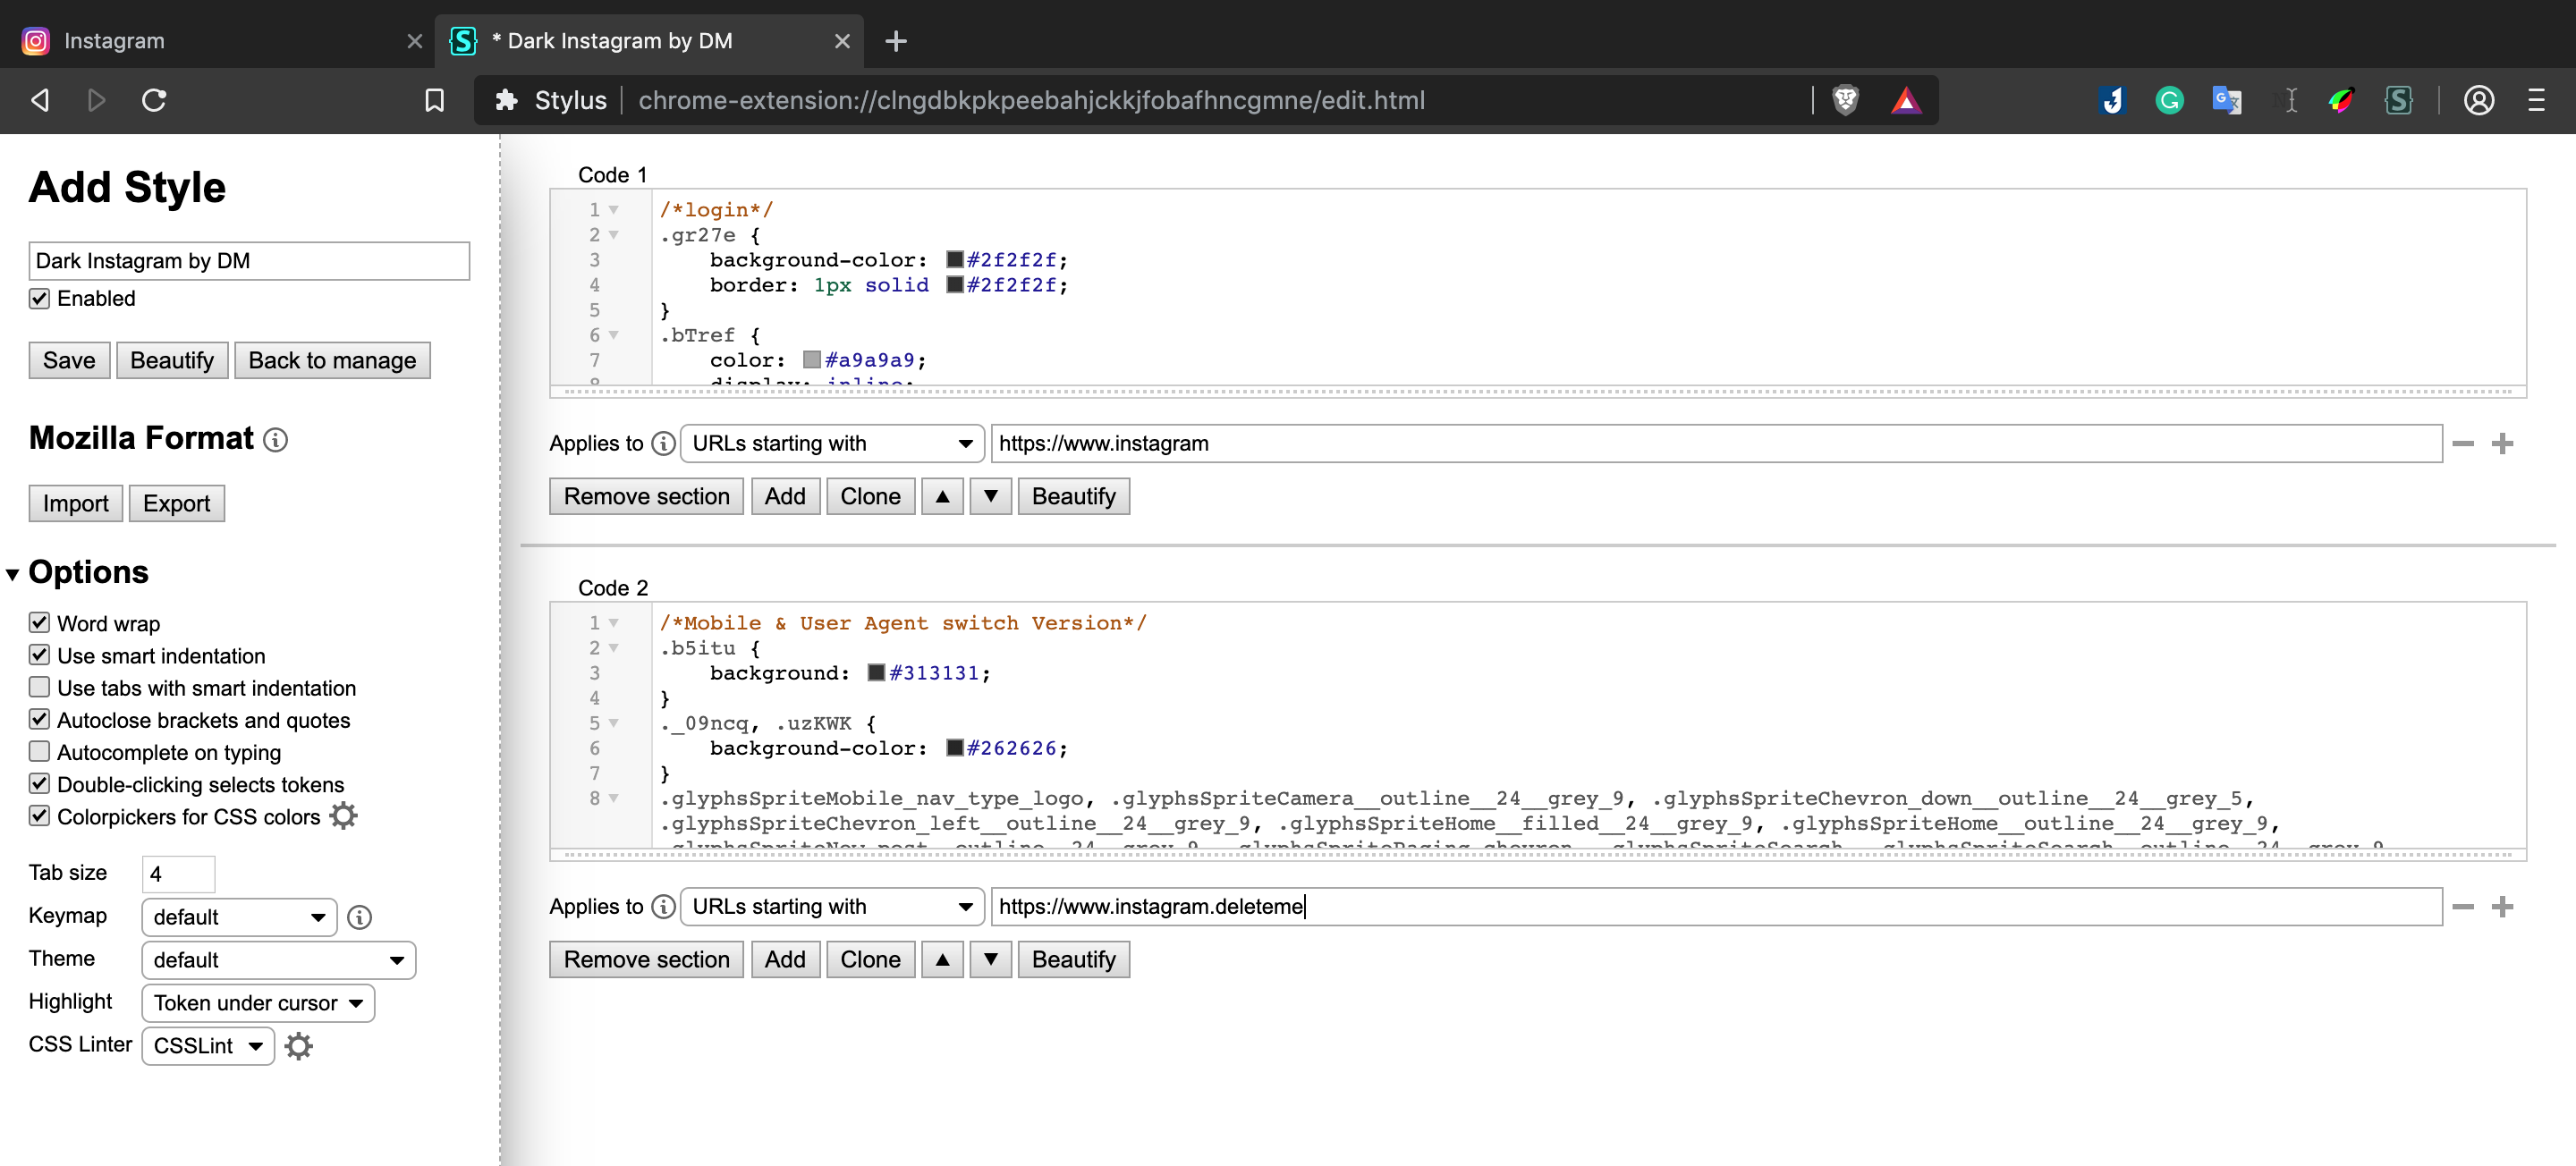 Instagram
* Dark Instagram by DM
Stylus
chrome-extension://clngdbkpkpeebahjckkjfobafhncgmne/edit.html
Add Style
Dark Instagram by DM
Enabled
Save Beautify Back to manage
Mozilla Format
Import Export
Options
Word wrap
Use smart indentation
Use tabs with smart indentation
Autoclose brackets and quotes
Autocomplete on typing
Double-clicking selects tokens
Colorpickers for CSS colors
Tab size 4
Keymap default
Theme default
Highlight Token under cursor
CSS Linter CSSLint
Code 1
1 /*login*/
2 .gr27e {
3 background-color: #2f2f2f;
4 border: 1px solid #2f2f2f;
5 }
6 .bTref {
7 color: #a9a9a9;
8 display: inline;
Applies to URLs starting with https://www.instagram
Remove section Add Clone ▲ ▼ Beautify
Code 2
1 /*Mobile & User Agent switch Version*/
2 .b5itu {
3 background: #313131;
4 }
5 ._09ncq, .uzKWK {
6 background-color: #262626;
7 }
8 .glyphsSpriteMobile_nav_type_logo, .glyphsSpriteCamera__outline__24__grey_9, .glyphsSpriteChevron_down__outline__24__grey_5,
.glyphsSpriteChevron_left__outline__24__grey_9, .glyphsSpriteHome__filled__24__grey_9, .glyphsSpriteHome__outline__24__grey_9,
Applies to URLs starting with https://www.instagram.deleteme
Remove section Add Clone ▲ ▼ Beautify